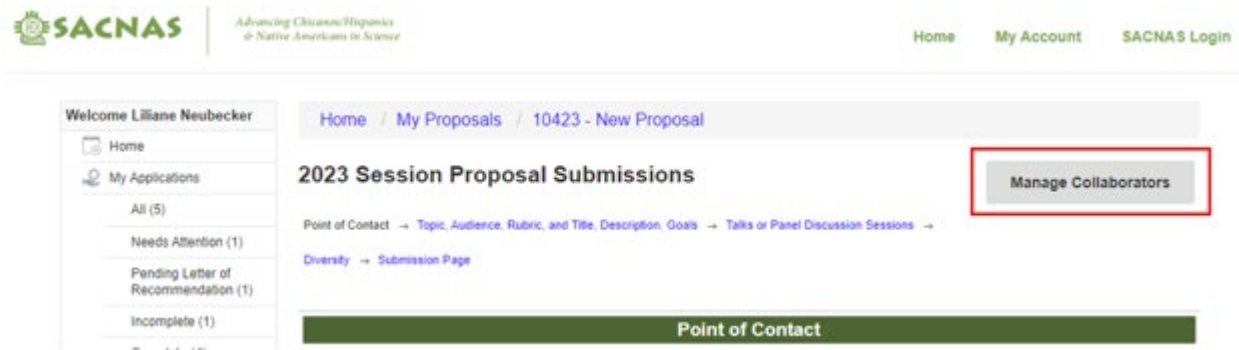 SACNAS
Advancing Chicanos/Hispanics
& Native Americans in Science
Home My Account SACNAS Login
Welcome Liliane Neubecker
Home
My Applications
All (5)
Needs Attention (1)
Pending Letter of
Recommendation (1)
Incomplete (1)
Home / My Proposals / 10423 - New Proposal
2023 Session Proposal Submissions
Manage Collaborators
Point of Contact → Topic, Audience, Rubric, and Title, Description, Goals → Talks or Panel Discussion Sessions →
Diversity → Submission Page
Point of Contact